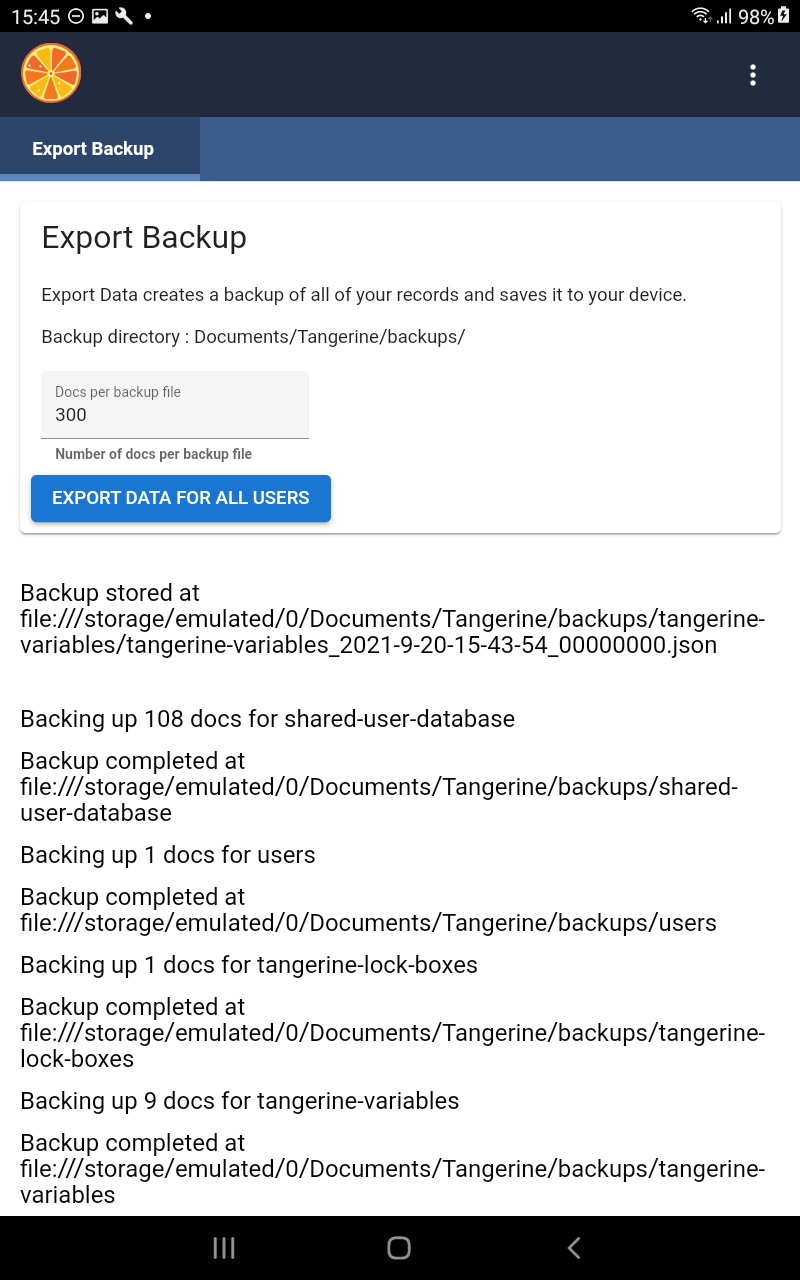 15:45
98%
Export Backup
Export Backup
Export Data creates a backup of all of your records and saves it to your device.
Backup directory : Documents/Tangerine/backups/
Docs per backup file
300
Number of docs per backup file
EXPORT DATA FOR ALL USERS
Backup stored at
file:///storage/emulated/0/Documents/Tangerine/backups/tangerine-
variables/tangerine-variables_2021-9-20-15-43-54_00000000.json
Backing up 108 docs for shared-user-database
Backup completed at
file:///storage/emulated/0/Documents/Tangerine/backups/shared-
user-database
Backing up 1 docs for users
Backup completed at
file:///storage/emulated/0/Documents/Tangerine/backups/users
Backing up 1 docs for tangerine-lock-boxes
Backup completed at
file:///storage/emulated/0/Documents/Tangerine/backups/tangerine-
lock-boxes
Backing up 9 docs for tangerine-variables
Backup completed at
file:///storage/emulated/0/Documents/Tangerine/backups/tangerine-
variables